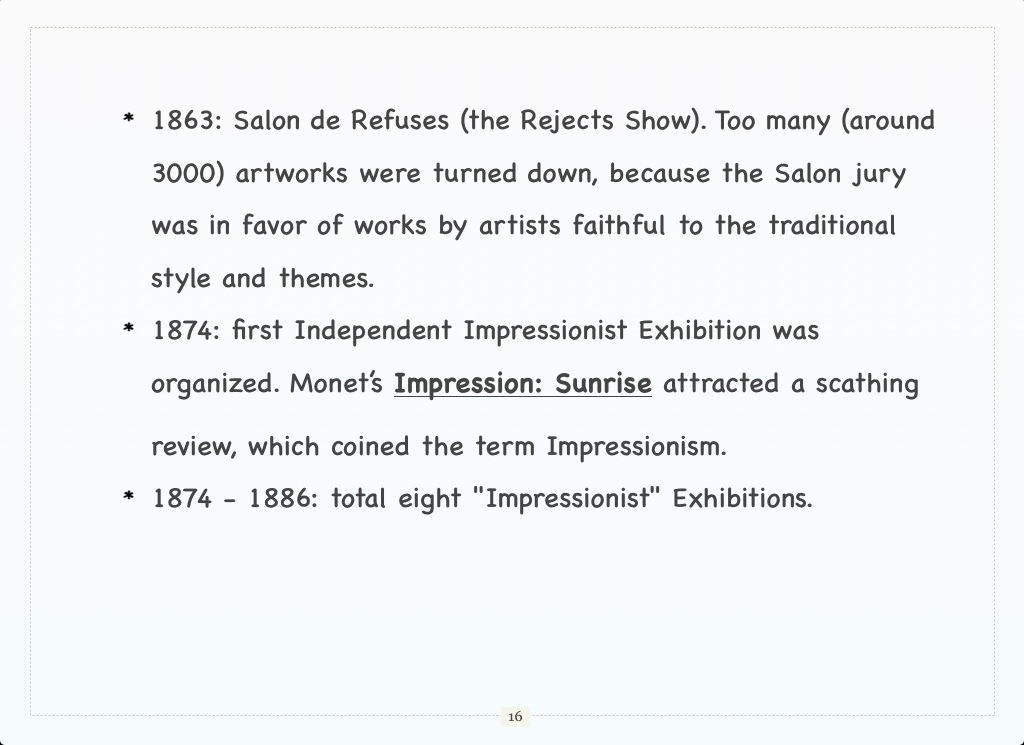 * 1863: Salon de Refuses (the Rejects Show). Too many (around
3000) artworks were turned down, because the Salon jury
was in favor of works by artists faithful to the traditional
style and themes.
* 1874: first Independent Impressionist Exhibition was
organized. Monet's Impression: Sunrise attracted a scathing
review, which coined the term Impressionism.
* 1874 - 1886: total eight "Impressionist" Exhibitions.
16